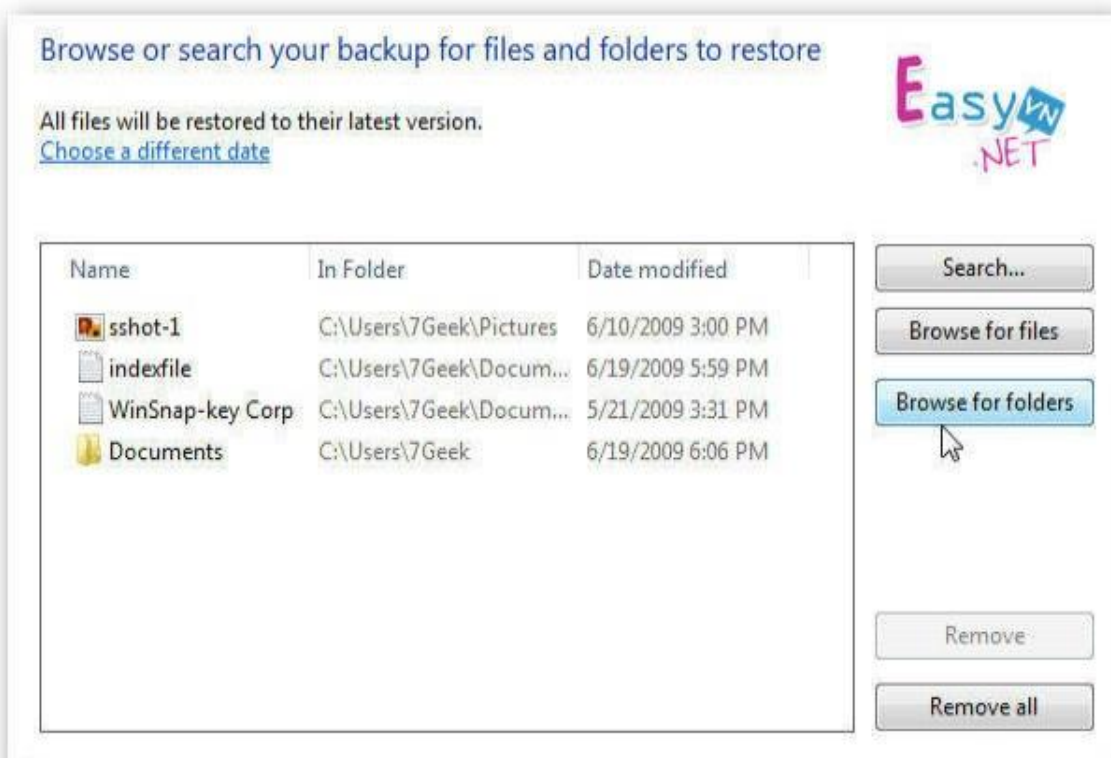 Browse or search your backup for files and folders to restore
All files will be restored to their latest version.
Choose a different date
Easy VN
.NET
Name In Folder Date modified
sshot-1 C:\Users\7Geek\Pictures 6/10/2009 3:00 PM
indexfile C:\Users\7Geek\Docum... 6/19/2009 5:59 PM
WinSnap-key Corp C:\Users\7Geek\Docum... 5/21/2009 3:31 PM
Documents C:\Users\7Geek 6/19/2009 6:06 PM
Search...
Browse for files
Browse for folders
Remove
Remove all